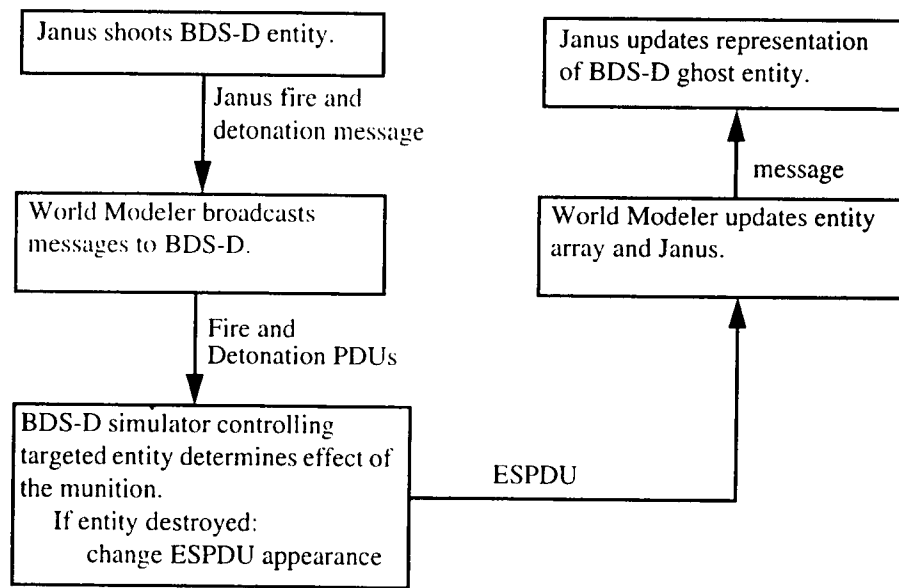 Janus shoots BDS-D entity.
Janus fire and
detonation message
World Modeler broadcasts
messages to BDS-D.
Fire and
Detonation PDUs
BDS-D simulator controlling
targeted entity determines effect of
the munition.
If entity destroyed:
change ESPDU appearance
ESPDU
World Modeler updates entity
array and Janus.
message
Janus updates representation
of BDS-D ghost entity.